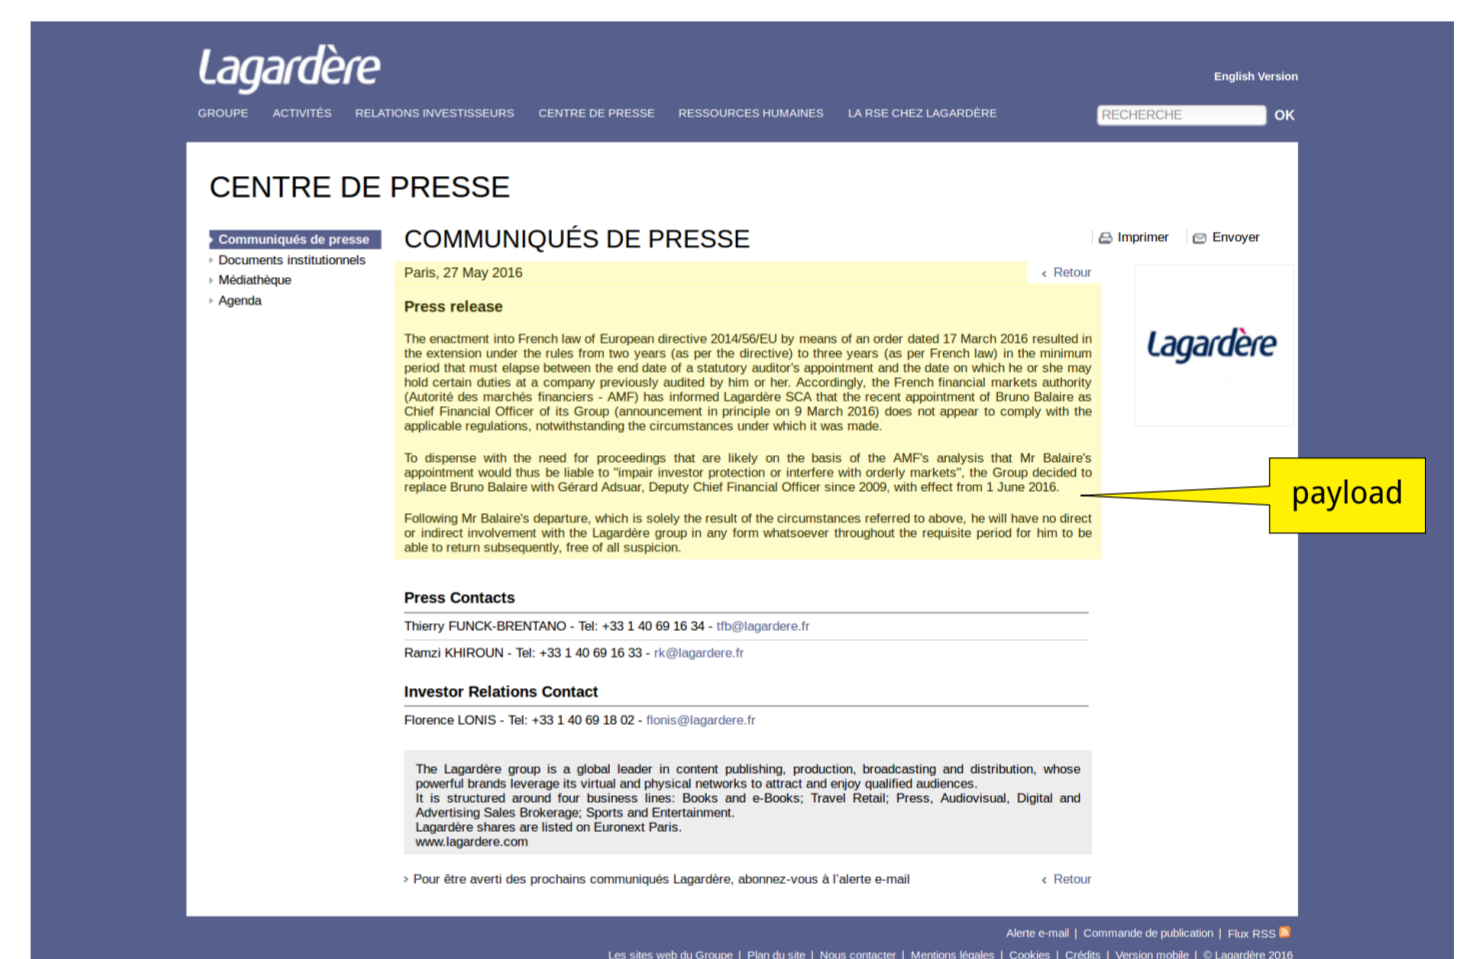 Lagardère
English Version
GROUPE ACTIVITÉS RELATIONS INVESTISSEURS CENTRE DE PRESSE RESSOURCES HUMAINES LA RSE CHEZ LAGARDÈRE
RECHERCHE OK
CENTRE DE PRESSE
Communiqués de presse
Documents institutionnels
Médiathèque
Agenda
COMMUNIQUÉS DE PRESSE
Imprimer Envoyer
Paris, 27 May 2016
‹ Retour
Lagardère
Press release
The enactment into French law of European directive 2014/56/EU by means of an order dated 17 March 2016 resulted in
the extension under the rules from two years (as per the directive) to three years (as per French law) in the minimum
period that must elapse between the end date of a statutory auditor's appointment and the date on which he or she may
hold certain duties at a company previously audited by him or her. Accordingly, the French financial markets authority
(Autorité des marchés financiers - AMF) has informed Lagardère SCA that the recent appointment of Bruno Balaire as
Chief Financial Officer of its Group (announcement in principle on 9 March 2016) does not appear to comply with the
applicable regulations, notwithstanding the circumstances under which it was made.
To dispense with the need for proceedings that are likely on the basis of the AMF's analysis that Mr Balaire's
appointment would thus be liable to "impair investor protection or interfere with orderly markets", the Group decided to
replace Bruno Balaire with Gérard Adsuar, Deputy Chief Financial Officer since 2009, with effect from 1 June 2016.
payload
Following Mr Balaire's departure, which is solely the result of the circumstances referred to above, he will have no direct
or indirect involvement with the Lagardère group in any form whatsoever throughout the requisite period for him to be
able to return subsequently, free of all suspicion.
Press Contacts
Thierry FUNCK-BRENTANO - Tel: +33 1 40 69 16 34 - tfb@lagardere.fr
Ramzi KHIROUN - Tel: +33 1 40 69 16 33 - rk@lagardere.fr
Investor Relations Contact
Florence LONIS - Tel: +33 1 40 69 18 02 - flonis@lagardere.fr
The Lagardère group is a global leader in content publishing, production, broadcasting and distribution, whose
powerful brands leverage its virtual and physical networks to attract and enjoy qualified audiences.
It is structured around four business lines: Books and e-Books; Travel Retail; Press, Audiovisual, Digital and
Advertising Sales Brokerage; Sports and Entertainment.
Lagardère shares are listed on Euronext Paris.
www.lagardere.com
› Pour être averti des prochains communiqués Lagardère, abonnez-vous à l'alerte e-mail
‹ Retour
Alerte e-mail | Commande de publication | Flux RSS
Les sites web du Groupe | Plan du site | Nous contacter | Mentions légales | Cookies | Crédits | Version mobile | © Lagardère 2016